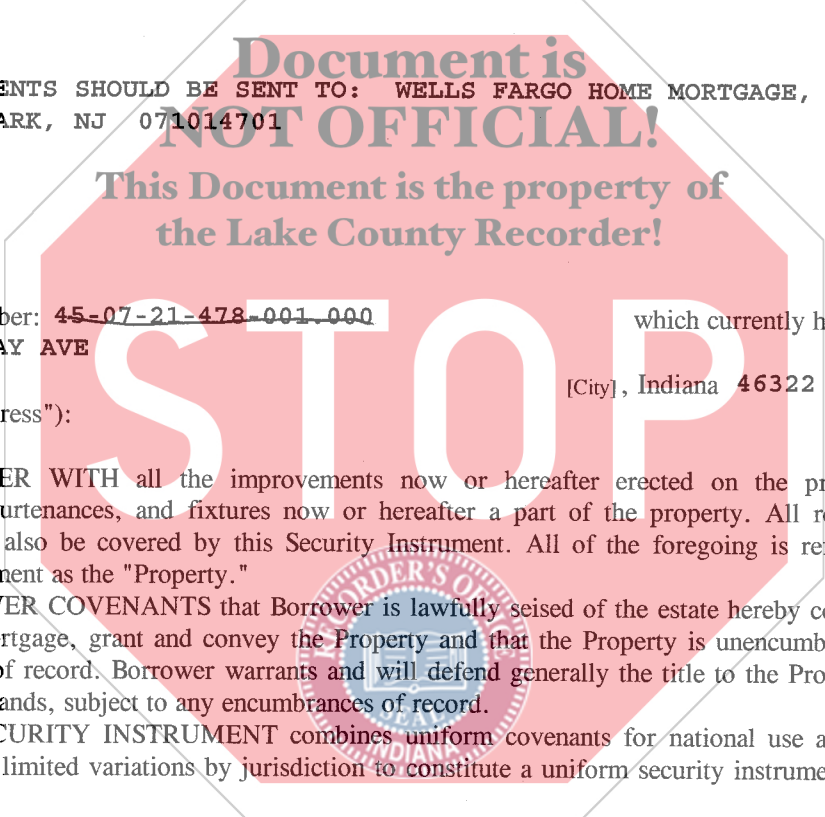 Document is
ENTS SHOULD BE SENT TO: WELLS FARGO HOME MORTGAGE,
ARK, NJ 071014701
NOT OFFICIAL!
This Document is the property of
the Lake County Recorder!
STOP
ber: 45-07-21-478-001.000 which currently h
AY AVE
[City], Indiana 46322
ress"):
ER WITH all the improvements now or hereafter erected on the pr
urtenances, and fixtures now or hereafter a part of the property. All r
also be covered by this Security Instrument. All of the foregoing is re
ment as the "Property."
VER COVENANTS that Borrower is lawfully seised of the estate hereby co
rtgage, grant and convey the Property and that the Property is unencumb
of record. Borrower warrants and will defend generally the title to the Pro
ands, subject to any encumbrances of record.
CURITY INSTRUMENT combines uniform covenants for national use a
limited variations by jurisdiction to constitute a uniform security instrume
RECORDER'S OF
SEAL
INDIANA